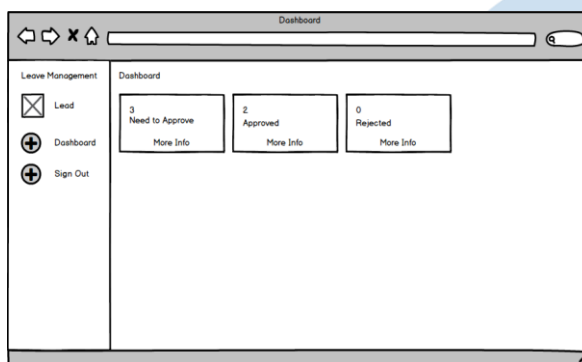 Dashboard
Leave Management
Lead
Dashboard
Sign Out
Dashboard
3
Need to Approve
More Info
2
Approved
More Info
0
Rejected
More Info